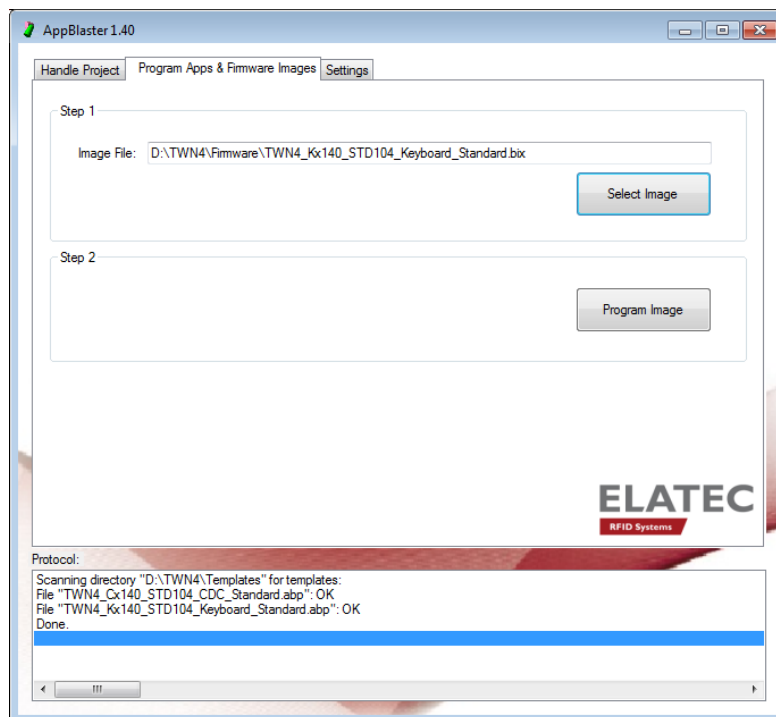 AppBlaster 1.40
Handle Project Program Apps & Firmware Images Settings
Step 1
Image File: D:\TWN4\Firmware\TWN4_Kx140_STD104_Keyboard_Standard.bix
Select Image
Step 2
Program Image
ELATEC
RFID Systems
Protocol:
Scanning directory "D:\TWN4\Templates" for templates:
File "TWN4_Cx140_STD104_CDC_Standard.abp": OK
File "TWN4_Kx140_STD104_Keyboard_Standard.abp": OK
Done.